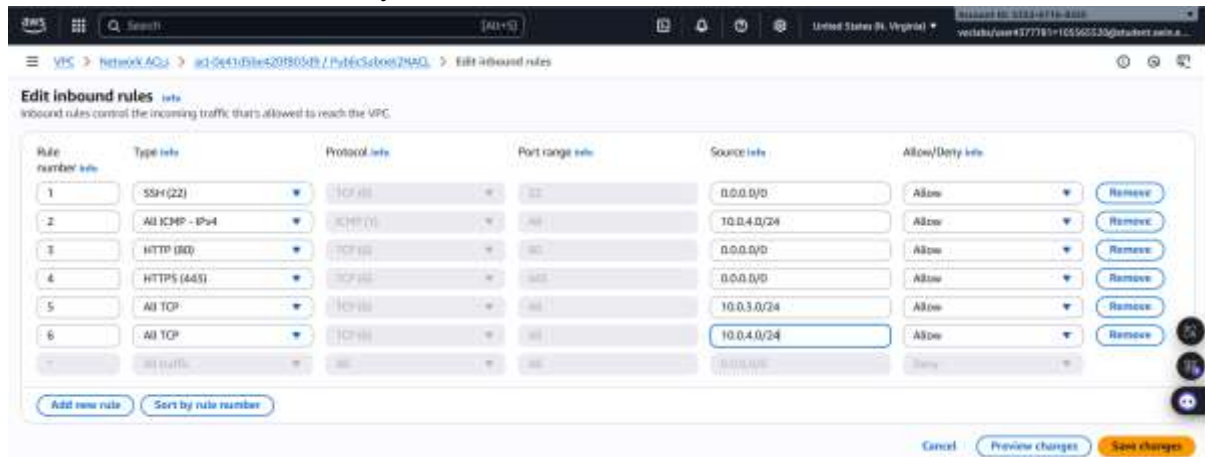 aws Search [Alt+S] United States (N. Virginia)
VPC > Network ACLs > / PublicSubnet2NACL > Edit inbound rules
Edit inbound rules Info
Inbound rules control the incoming traffic that's allowed to reach the VPC.
Rule number Info Type Info Protocol Info Port range Info Source Info Allow/Deny Info
1 SSH (22) TCP (6) 22 0.0.0.0/0 Allow Remove
2 All ICMP - IPv4 ICMP (1) All 10.0.4.0/24 Allow Remove
3 HTTP (80) TCP (6) 80 0.0.0.0/0 Allow Remove
4 HTTPS (443) TCP (6) 443 0.0.0.0/0 Allow Remove
5 All TCP TCP (6) All 10.0.3.0/24 Allow Remove
6 All TCP TCP (6) All 10.0.4.0/24 Allow Remove
* All traffic All All 0.0.0.0/0 Deny
Add new rule Sort by rule number
Cancel Preview changes Save changes